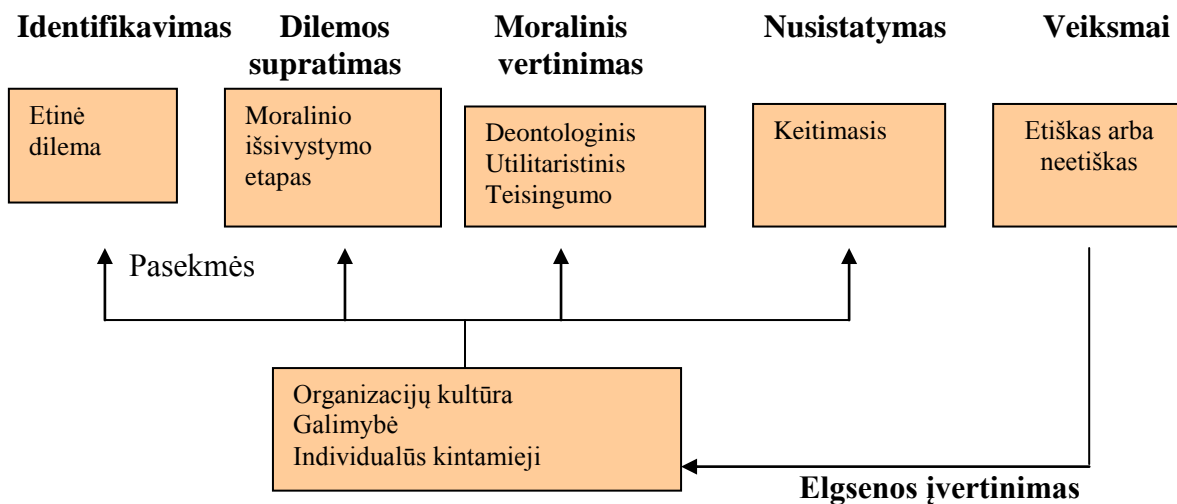 Identifikavimas
Dilemos
supratimas
Moralinis
vertinimas
Nusistatymas
Veiksmai
Etinė
dilema
Moralinio
išsivystymo
etapas
Deontologinis
Utilitaristinis
Teisingumo
Keitimasis
Etiškas arba
neetiškas
Pasekmės
Organizacijų kultūra
Galimybė
Individualūs kintamieji
Elgsenos įvertinimas